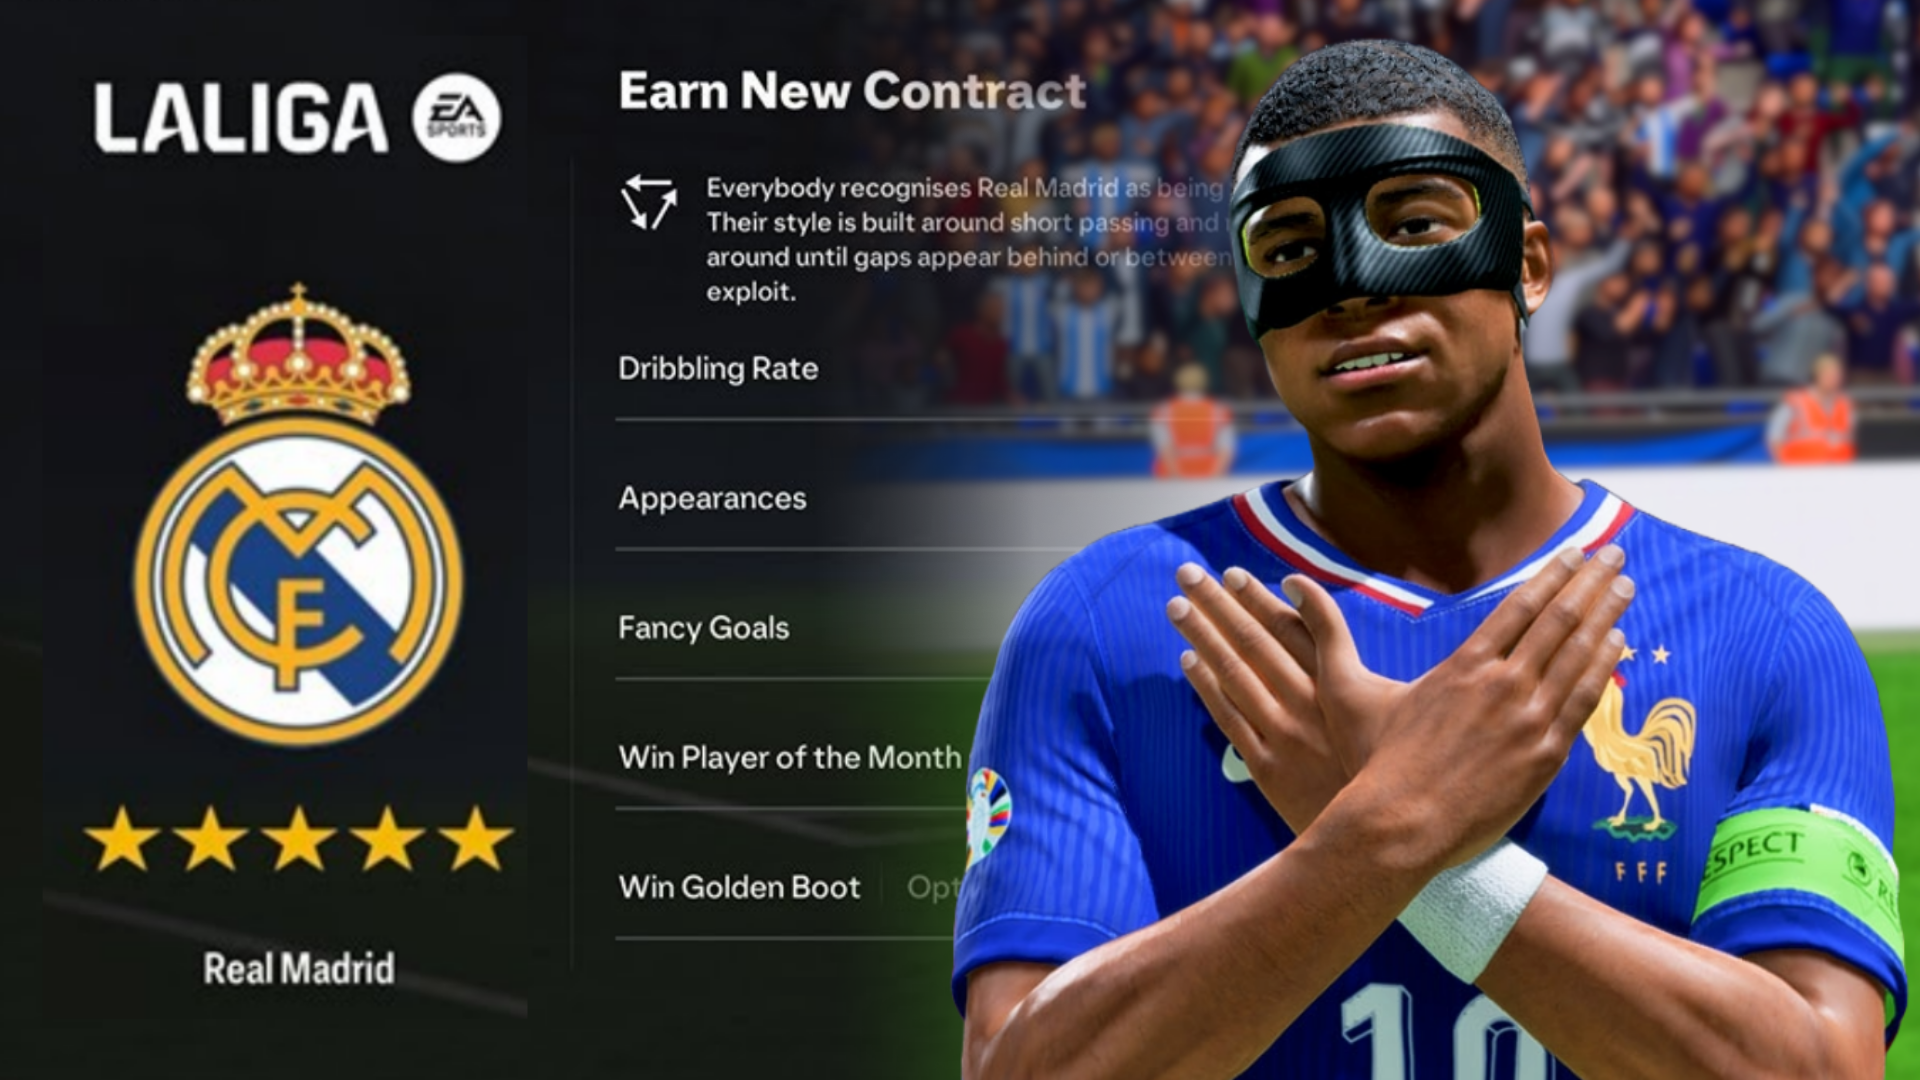 LALIGA
EA
SPORTS
Real Madrid
Earn New Contract
Everybody recognises Real Madrid as being
Their style is built around short passing and
around until gaps appear behind or between
exploit.
Dribbling Rate
Appearances
Fancy Goals
Win Player of the Month
Win Golden Boot
Opt
FFF
ESPECT
R
10